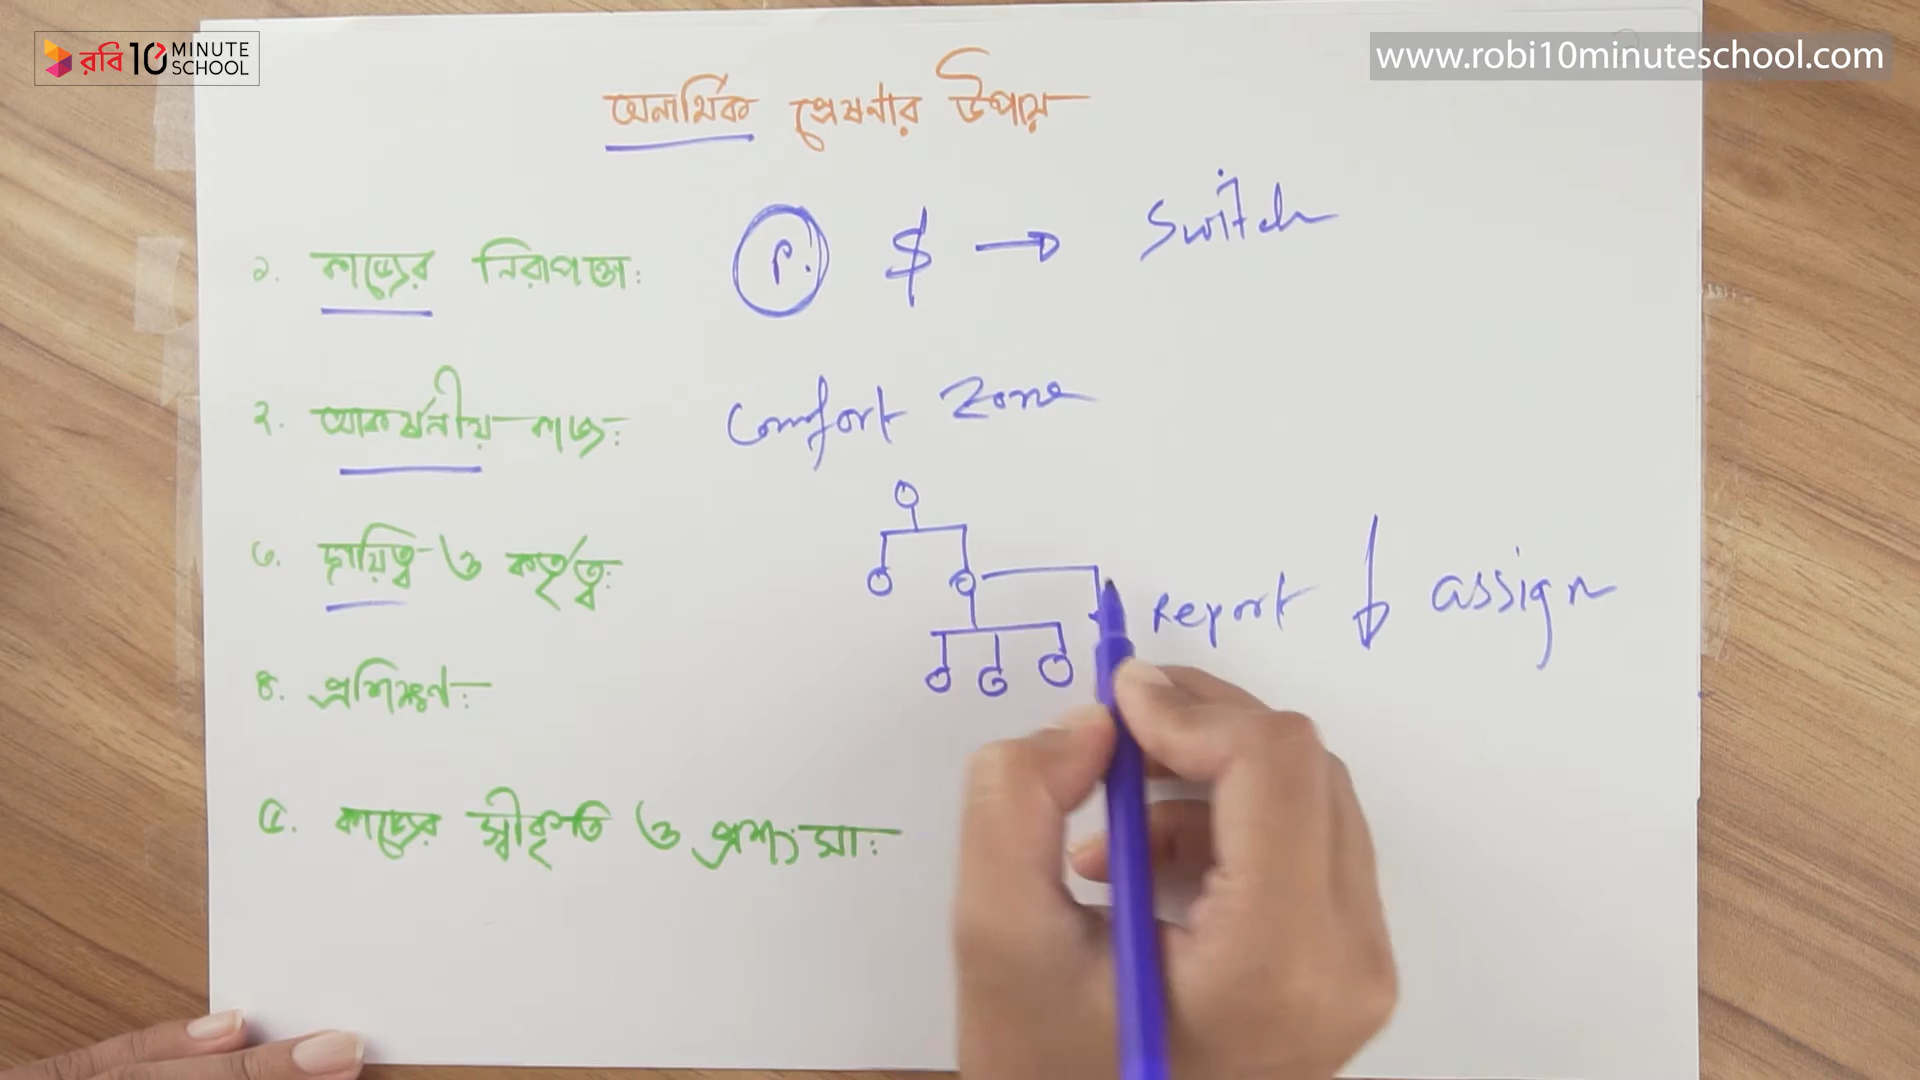 রবি 10 MINUTE SCHOOL
www.robi10minuteschool.com
অনার্থিক প্রেষণার উপায়
১. কাজের নিরাপত্তা: P. $ → Switch
২. আকর্ষনীয় কাজ: Comfort Zone
৩. দায়িত্ব ও কর্তৃত্ব: report ↓ assign
৪. প্রশিক্ষণ:
৫. কাজের স্বীকৃতি ও প্রশংসা: